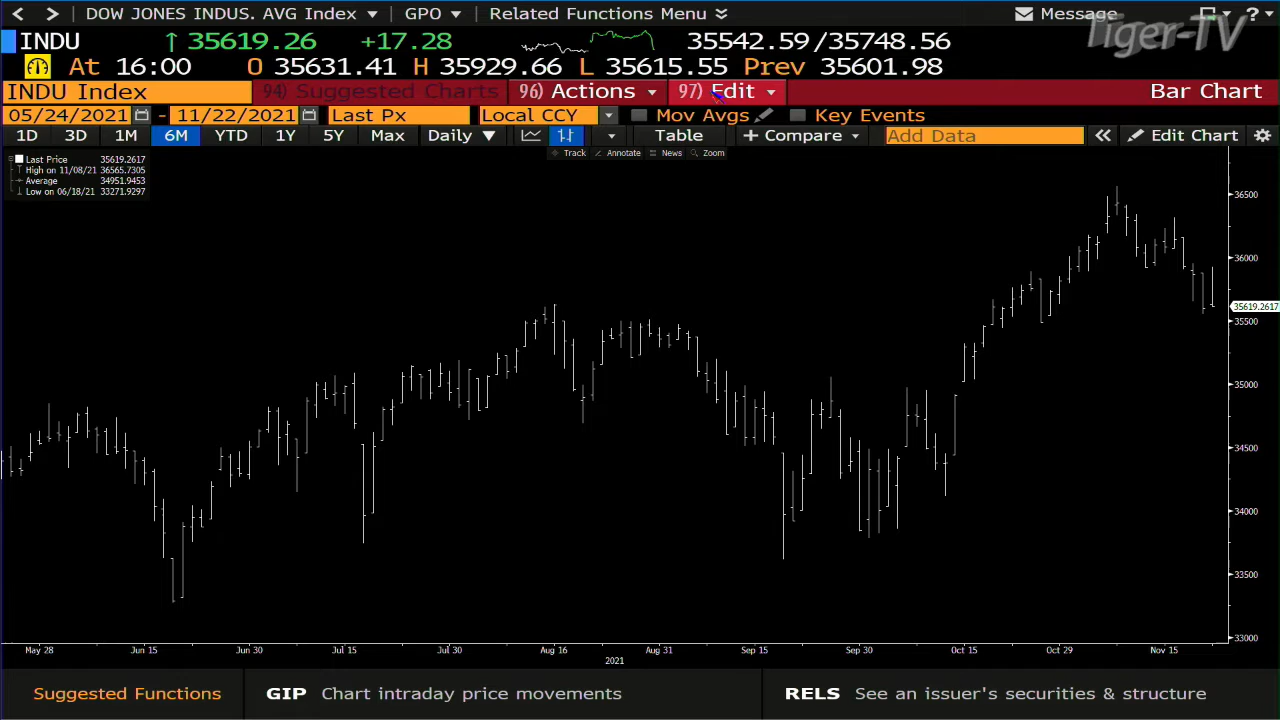 DOW JONES INDUS. AVG Index GPO Related Functions Menu Message ?
Tiger-TV
INDU 35619.26 +17.28 35542.59/35748.56
At 16:00 O 35631.41 H 35929.66 L 35615.55 Prev 35601.98
INDU Index 94) Suggested Charts 96) Actions 97) Edit Bar Chart
05/24/2021 - 11/22/2021 Last Px Local CCY Mov Avgs Key Events
1D 3D 1M 6M YTD 1Y 5Y Max Daily Table + Compare Add Data Edit Chart
Track Annotate News Zoom
Last Price 35619.2617
High on 11/08/21 36565.7305
Average 34951.9453
Low on 06/18/21 33271.9297
36500
36000
35619.2617
35500
35000
34500
34000
33500
33000
May 28 Jun 15 Jun 30 Jul 15 Jul 30 Aug 16 Aug 31 Sep 15 Sep 30 Oct 15 Oct 29 Nov 15
2021
Suggested Functions GIP Chart intraday price movements RELS See an issuer's securities & structure